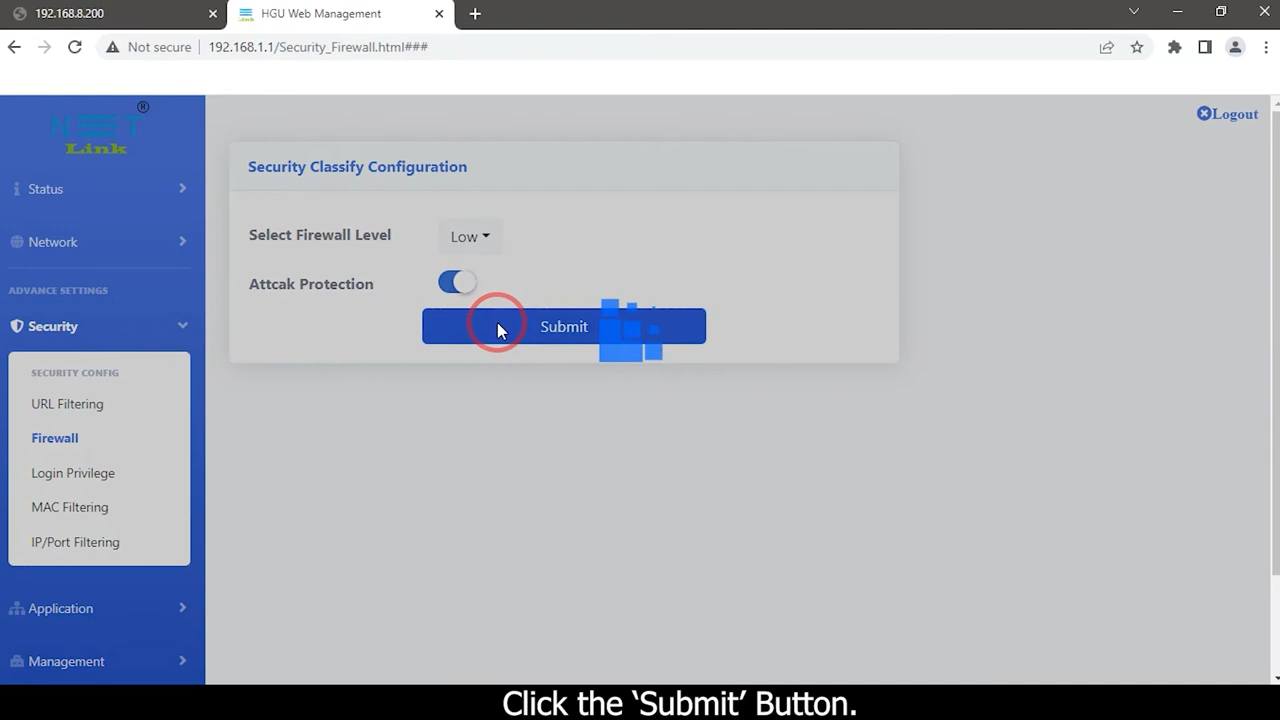 192.168.8.200
HGU Web Management
Not secure
192.168.1.1/Security_Firewall.html###
NEET
®
Link
Logout
Status
Network
ADVANCE SETTINGS
Security
SECURITY CONFIG
URL Filtering
Firewall
Login Privilege
MAC Filtering
IP/Port Filtering
Application
Management
Security Classify Configuration
Select Firewall Level
Low
Attcak Protection
Submit
Click the ‘Submit’ Button.